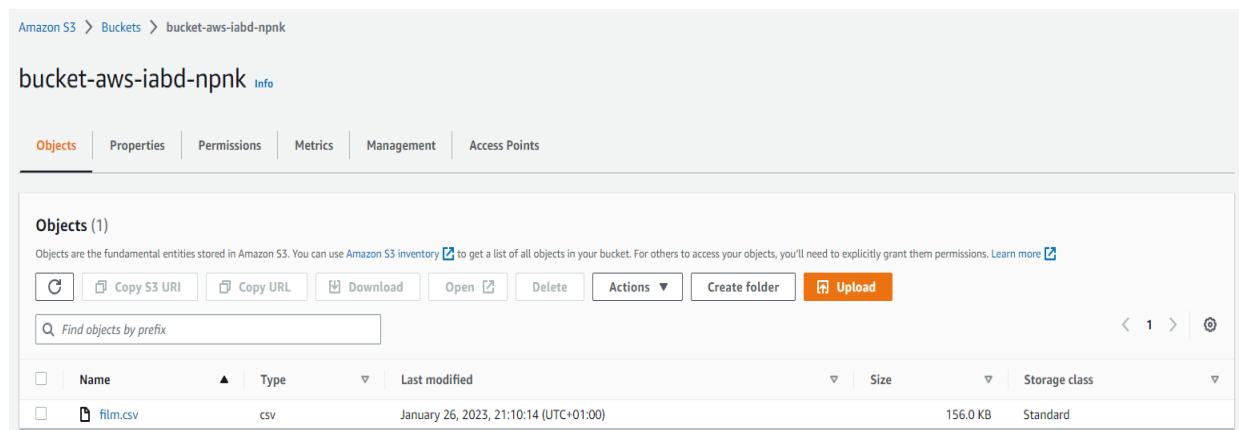 Amazon S3 > Buckets > bucket-aws-iabd-npnk
bucket-aws-iabd-npnk Info
Objects Properties Permissions Metrics Management Access Points
Objects (1)
Objects are the fundamental entities stored in Amazon S3. You can use Amazon S3 inventory to get a list of all objects in your bucket. For others to access your objects, you'll need to explicitly grant them permissions. Learn more
Copy S3 URI Copy URL Download Open Delete Actions Create folder Upload
Find objects by prefix < 1 >
Name Type Last modified Size Storage class
film.csv csv January 26, 2023, 21:10:14 (UTC+01:00) 156.0 KB Standard